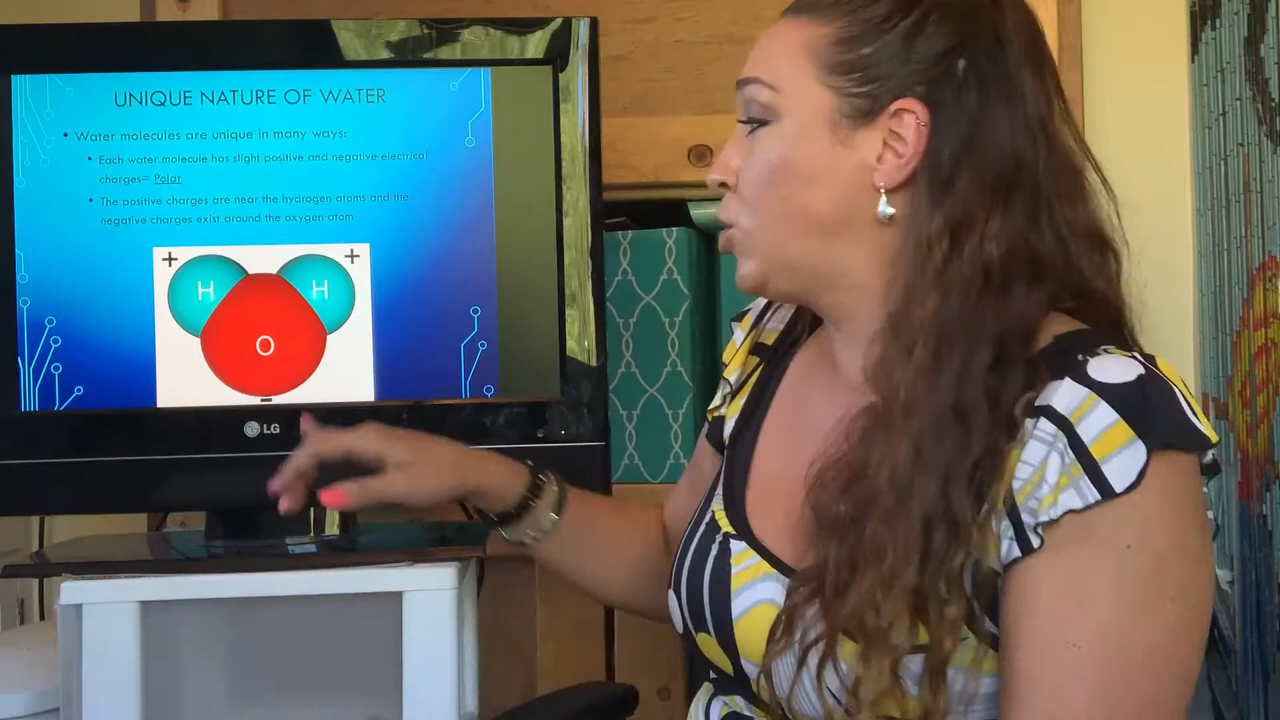 UNIQUE NATURE OF WATER
• Water molecules are unique in many ways:
• Each water molecule has slight positive and negative electrical
charges= Polar
• The positive charges are near the hydrogen atoms and the
negative charges exist around the oxygen atom
+ +
H H
O
-
LG